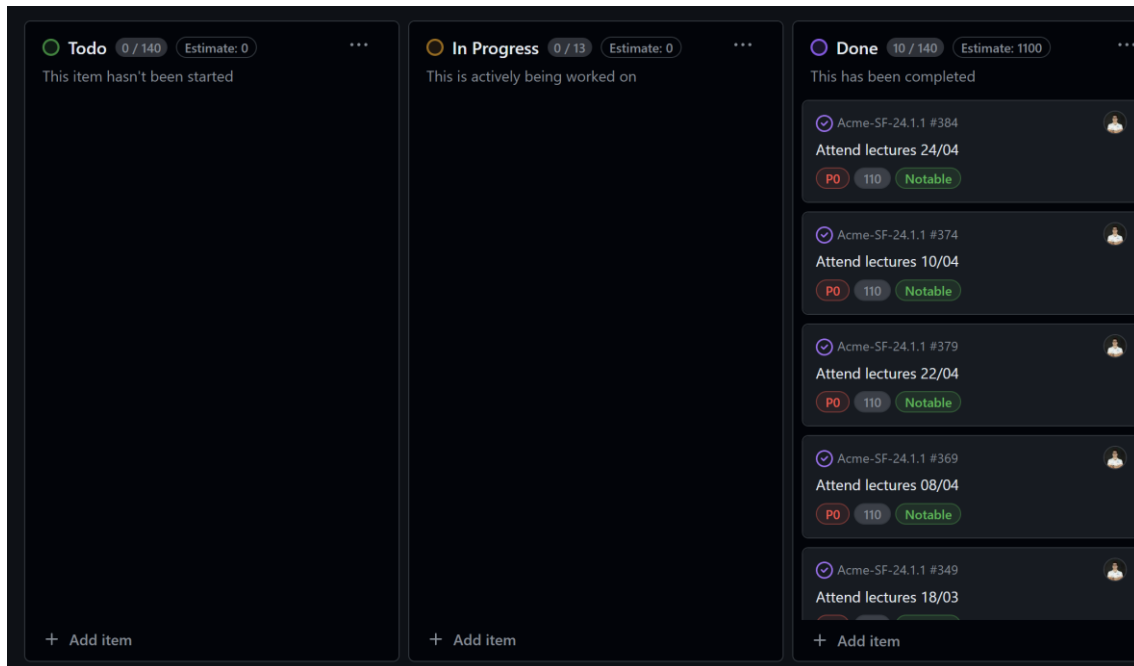 Todo 0 / 140 Estimate: 0
This item hasn't been started
+ Add item
In Progress 0 / 13 Estimate: 0
This is actively being worked on
+ Add item
Done 10 / 140 Estimate: 1100
This has been completed
Acme-SF-24.1.1 #384
Attend lectures 24/04
P0 110 Notable
Acme-SF-24.1.1 #374
Attend lectures 10/04
P0 110 Notable
Acme-SF-24.1.1 #379
Attend lectures 22/04
P0 110 Notable
Acme-SF-24.1.1 #369
Attend lectures 08/04
P0 110 Notable
Acme-SF-24.1.1 #349
Attend lectures 18/03
+ Add item